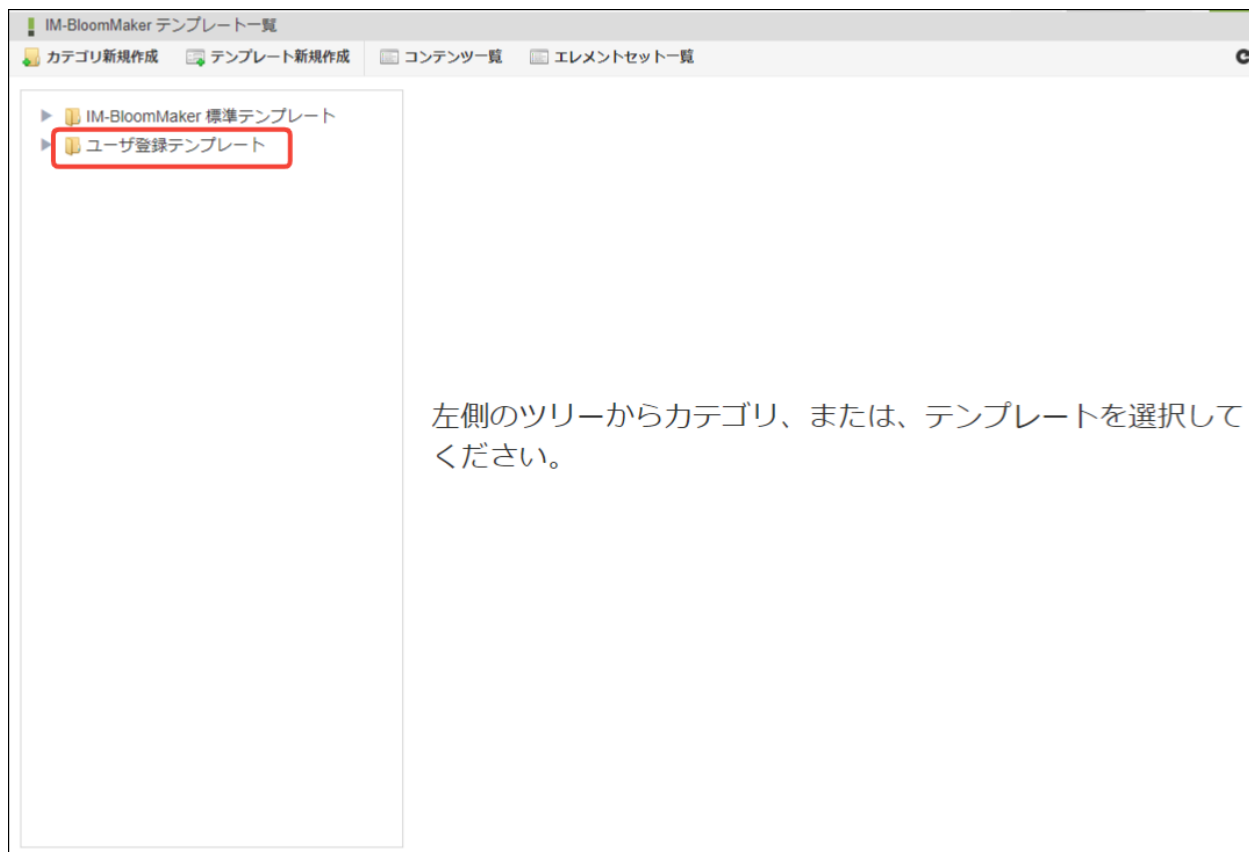 IM-BloomMaker テンプレート一覧
カテゴリ新規作成 テンプレート新規作成 コンテンツ一覧 エレメントセット一覧
IM-BloomMaker 標準テンプレート
ユーザ登録テンプレート
左側のツリーからカテゴリ、または、テンプレートを選択して
ください。